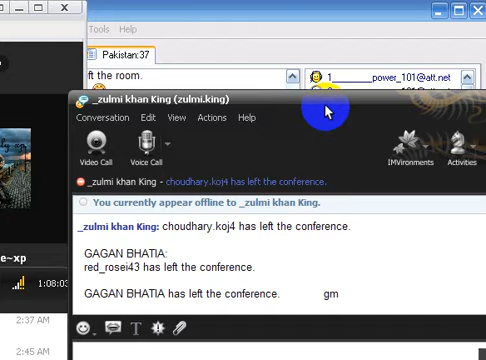 Tools Help
Pakistan:37
ft the room.
1________power_101@att.net
_zulmi khan King (zulmi.king)
Conversation Edit View Actions Help
Video Call Voice Call IMVironments Activities
_zulmi khan King - choudhary.koj4 has left the conference.
You currently appear offline to _zulmi khan King.
_zulmi khan King: choudhary.koj4 has left the conference.
GAGAN BHATIA:
red_rosei43 has left the conference.
GAGAN BHATIA has left the conference. gm
e~xp
1:08:03
2:37 AM
2:45 AM